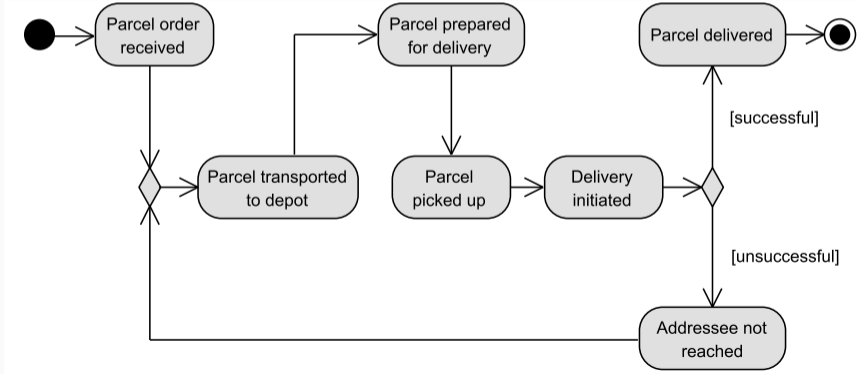 Parcel order
received
Parcel prepared
for delivery
Parcel delivered
[successful]
Parcel transported
to depot
Parcel
picked up
Delivery
initiated
[unsuccessful]
Addressee not
reached